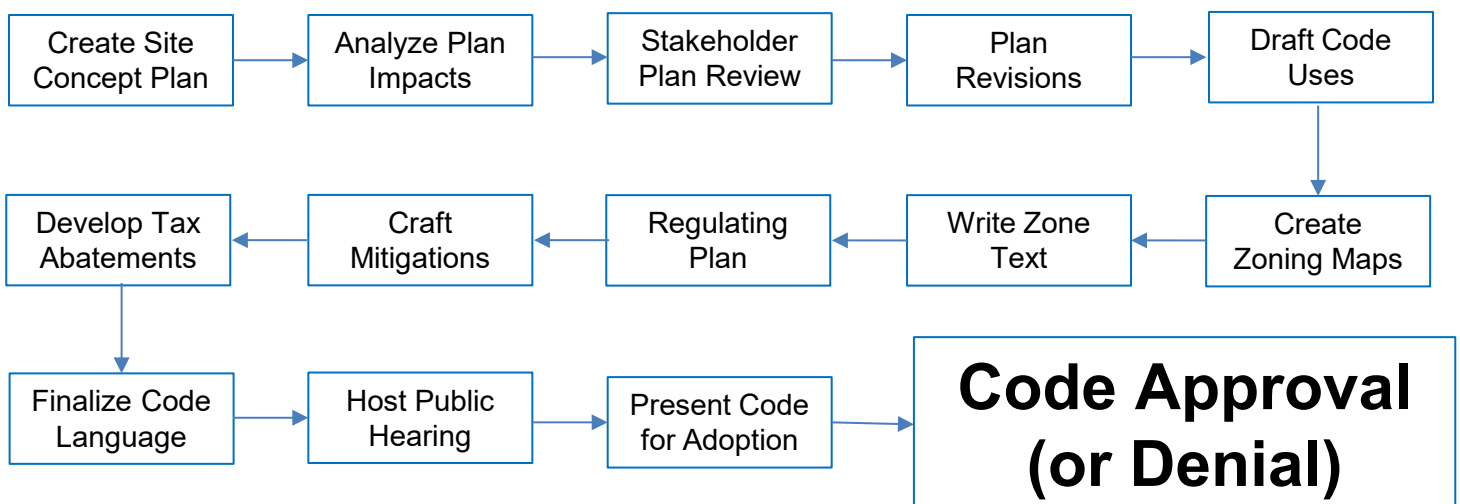 Create Site
Concept Plan
Analyze Plan
Impacts
Stakeholder
Plan Review
Plan
Revisions
Draft Code
Uses
Develop Tax
Abatements
Craft
Mitigations
Regulating
Plan
Write Zone
Text
Create
Zoning Maps
Finalize Code
Language
Host Public
Hearing
Present Code
for Adoption
Code Approval
(or Denial)